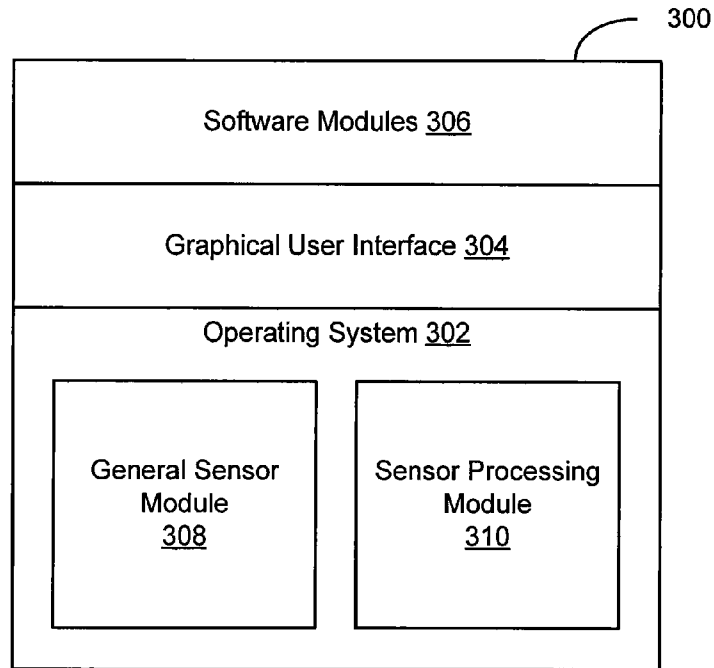 300
Software Modules 306
Graphical User Interface 304
Operating System 302
General Sensor
Module
308
Sensor Processing
Module
310